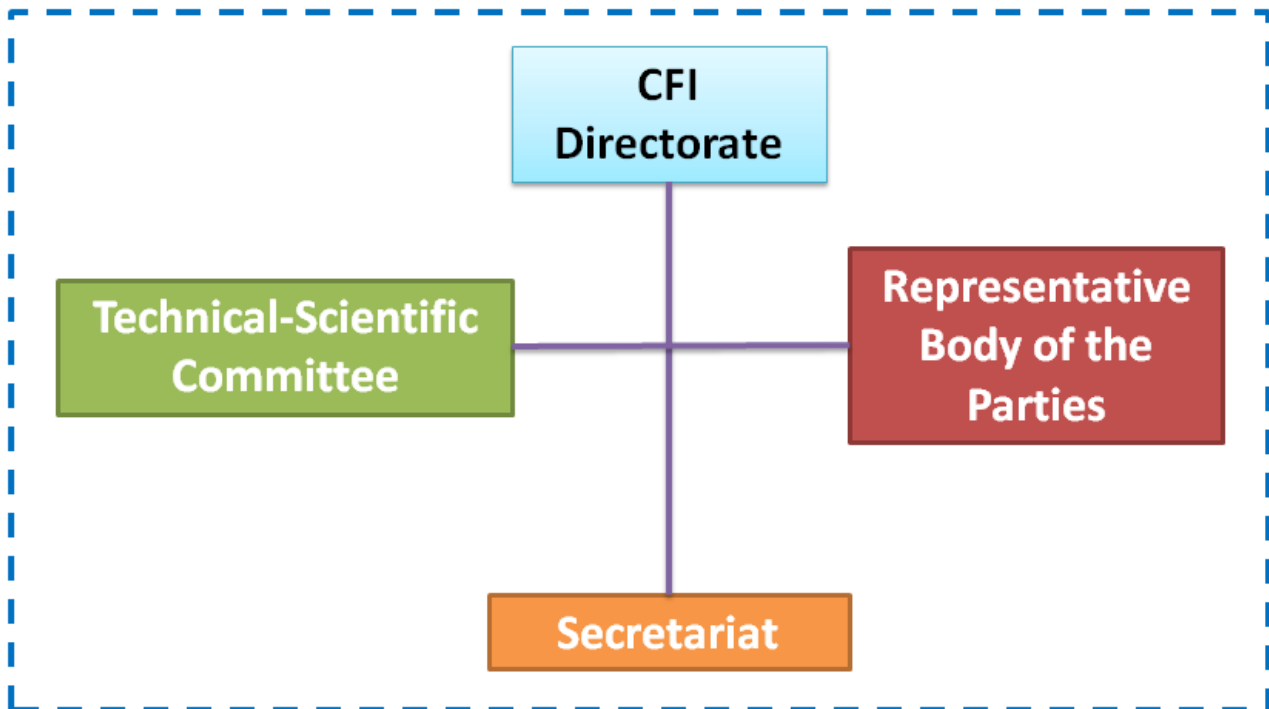 CFI
Directorate
Technical-Scientific
Committee
Representative
Body of the
Parties
Secretariat